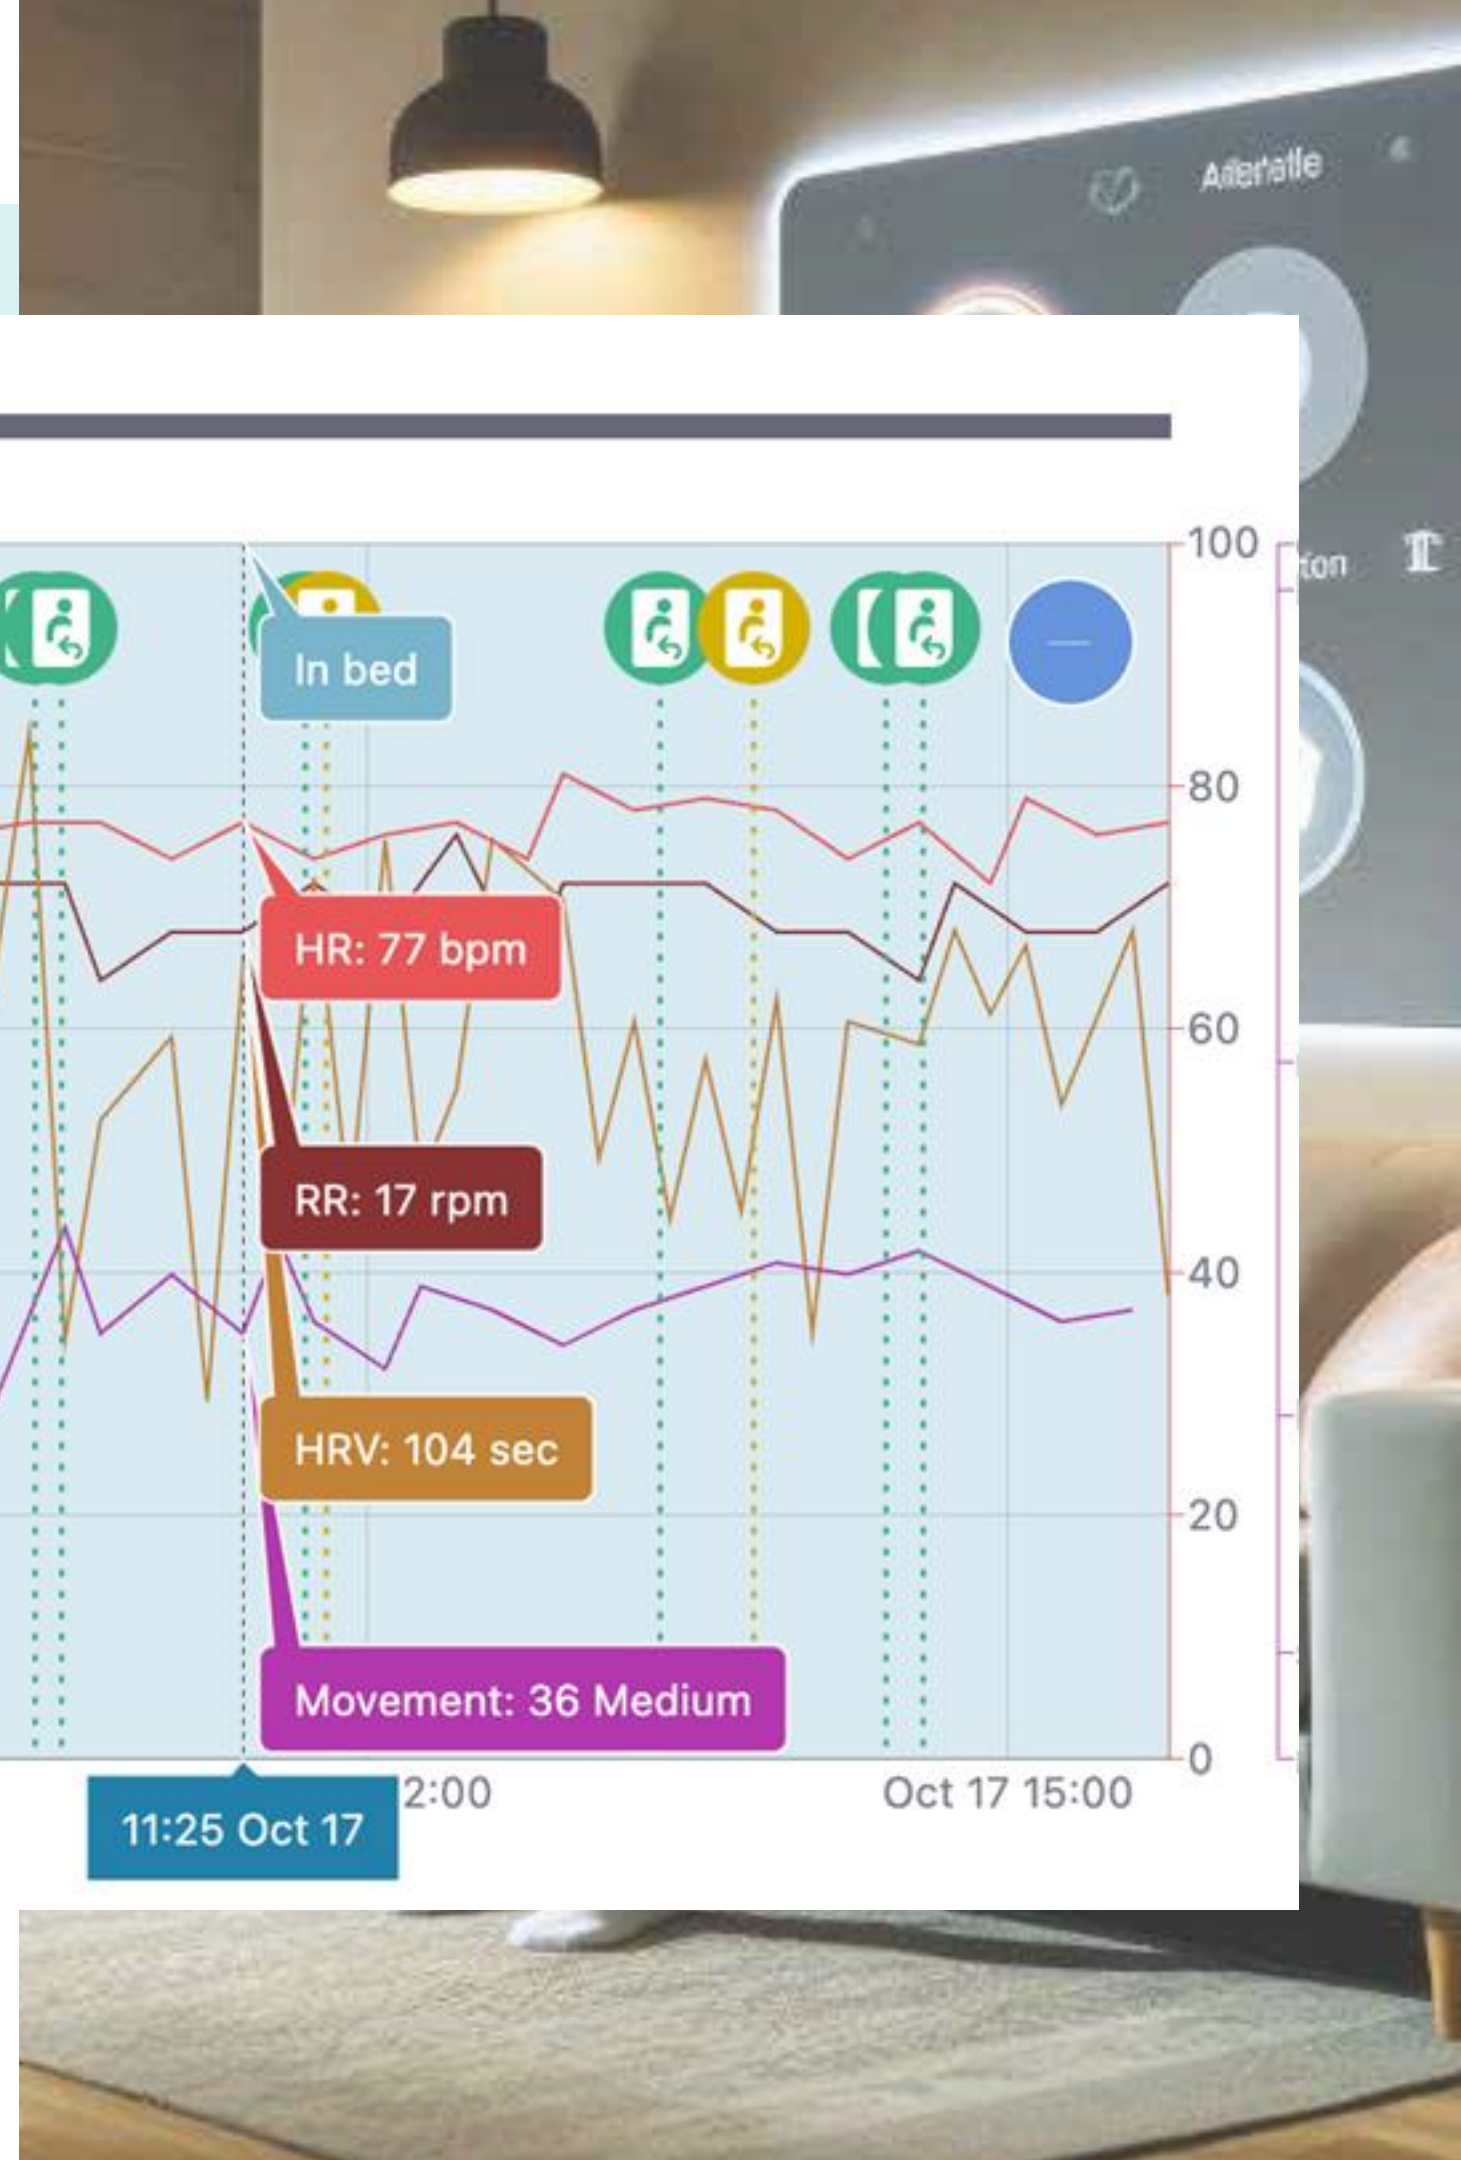 100
In bed
80
HR: 77 bpm
60
RR: 17 rpm
40
HRV: 104 sec
20
Movement: 36 Medium
0
2:00
Oct 17 15:00
11:25 Oct 17